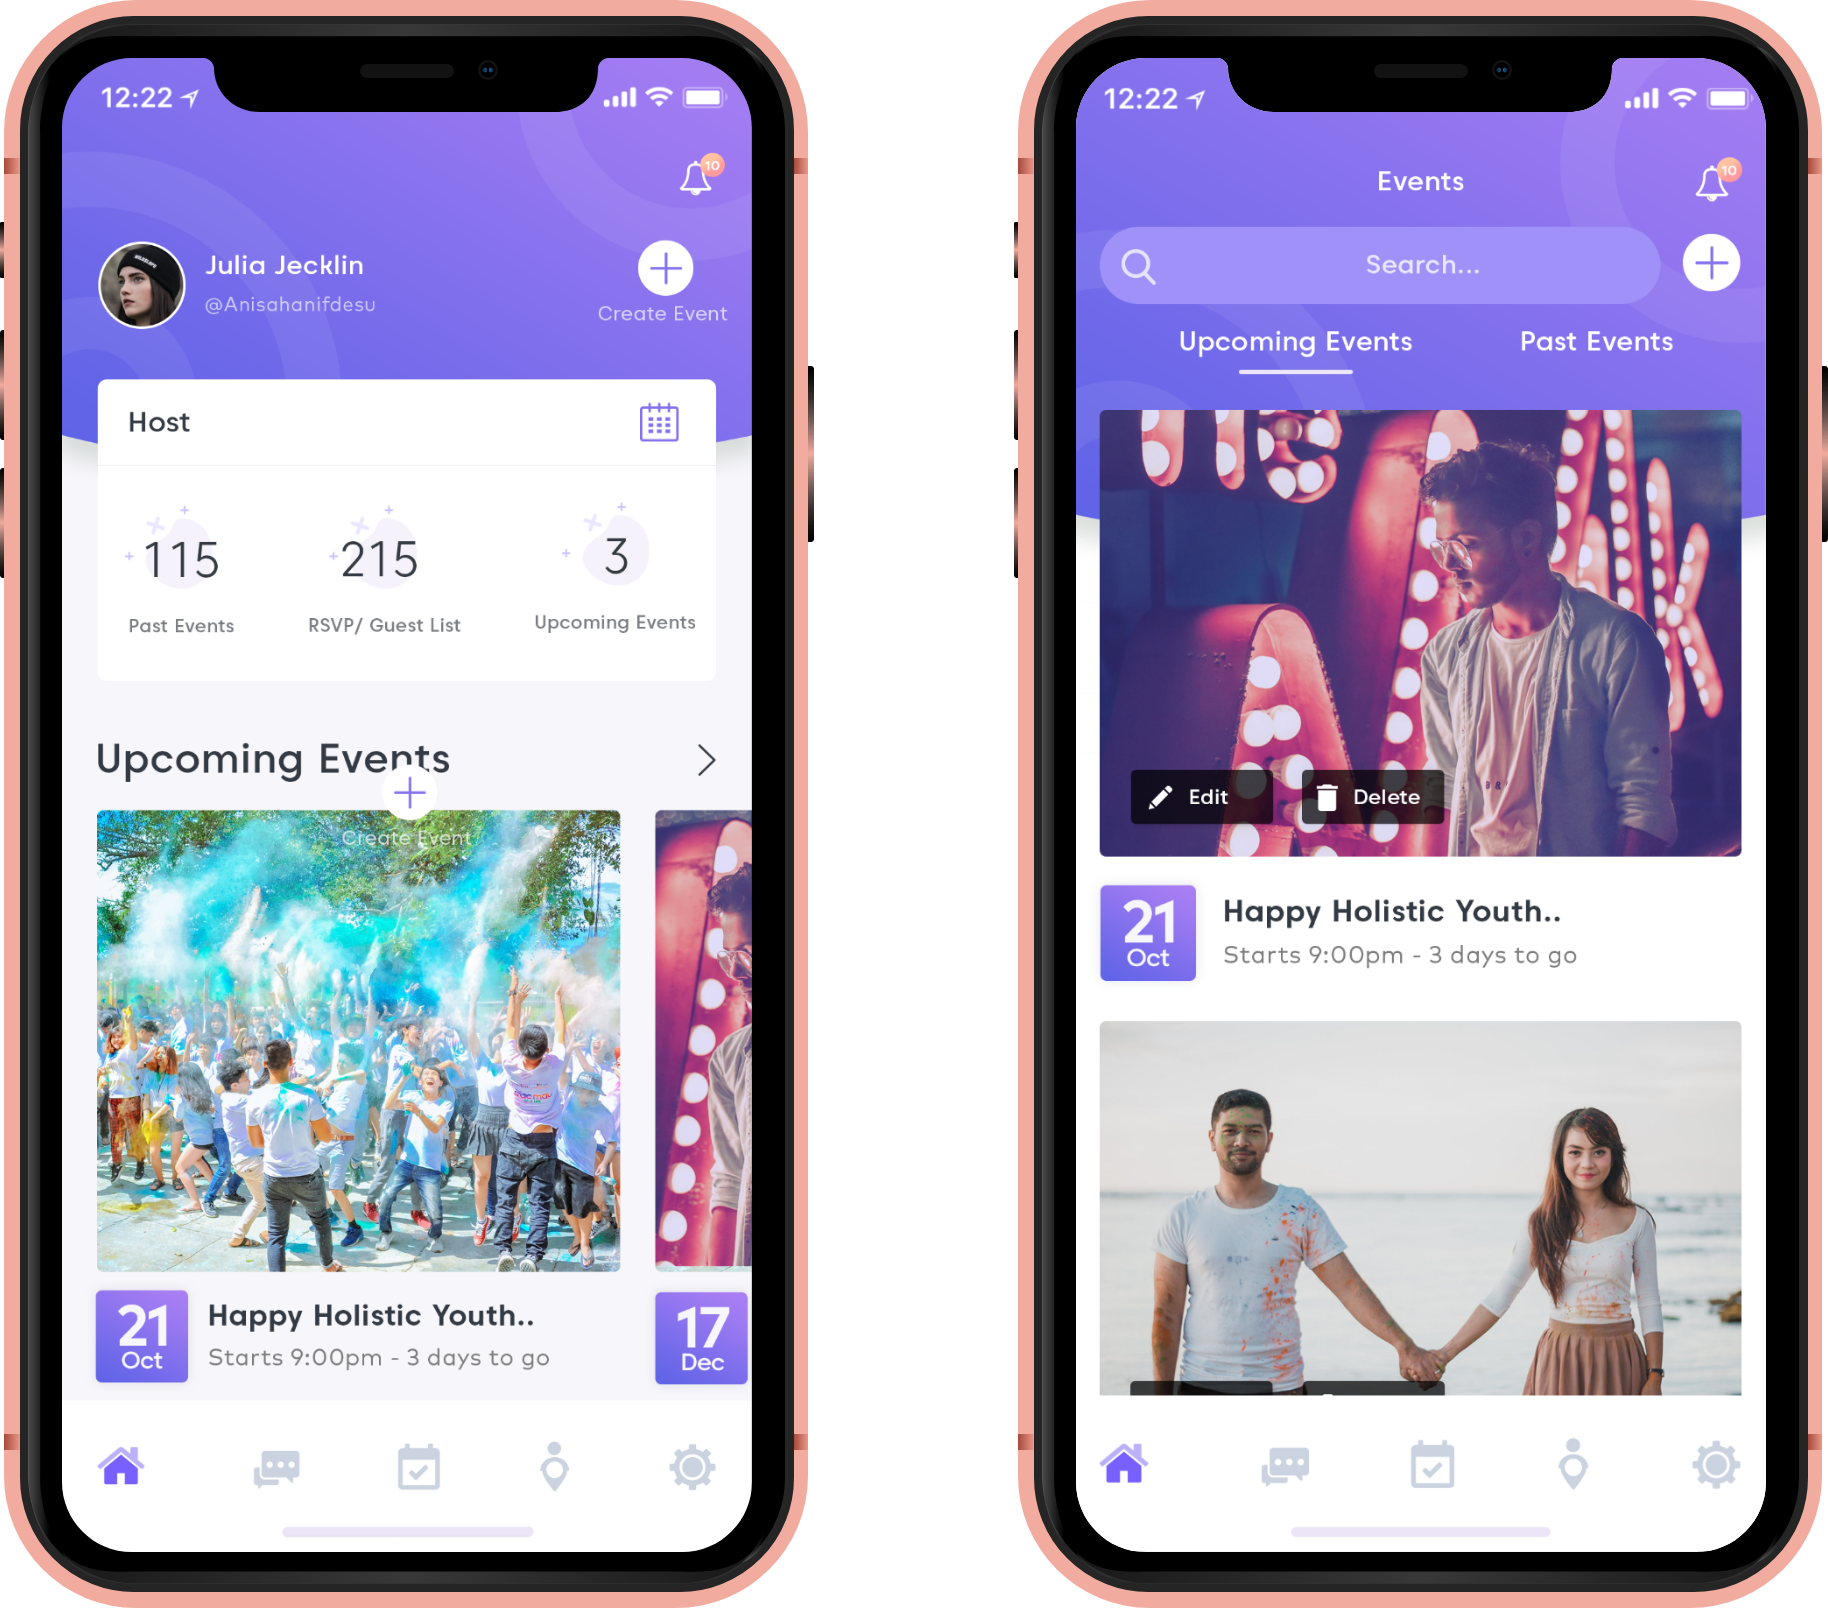 12:22
10
Julia Jecklin
@Anisahanifdesu
Create Event
Host
115
215
3
Past Events
RSVP/ Guest List
Upcoming Events
Upcoming Events
Create Event
21
Oct
Happy Holistic Youth..
Starts 9:00pm - 3 days to go
17
Dec
12:22
Events
10
Search...
Upcoming Events
Past Events
Edit
Delete
21
Oct
Happy Holistic Youth..
Starts 9:00pm - 3 days to go